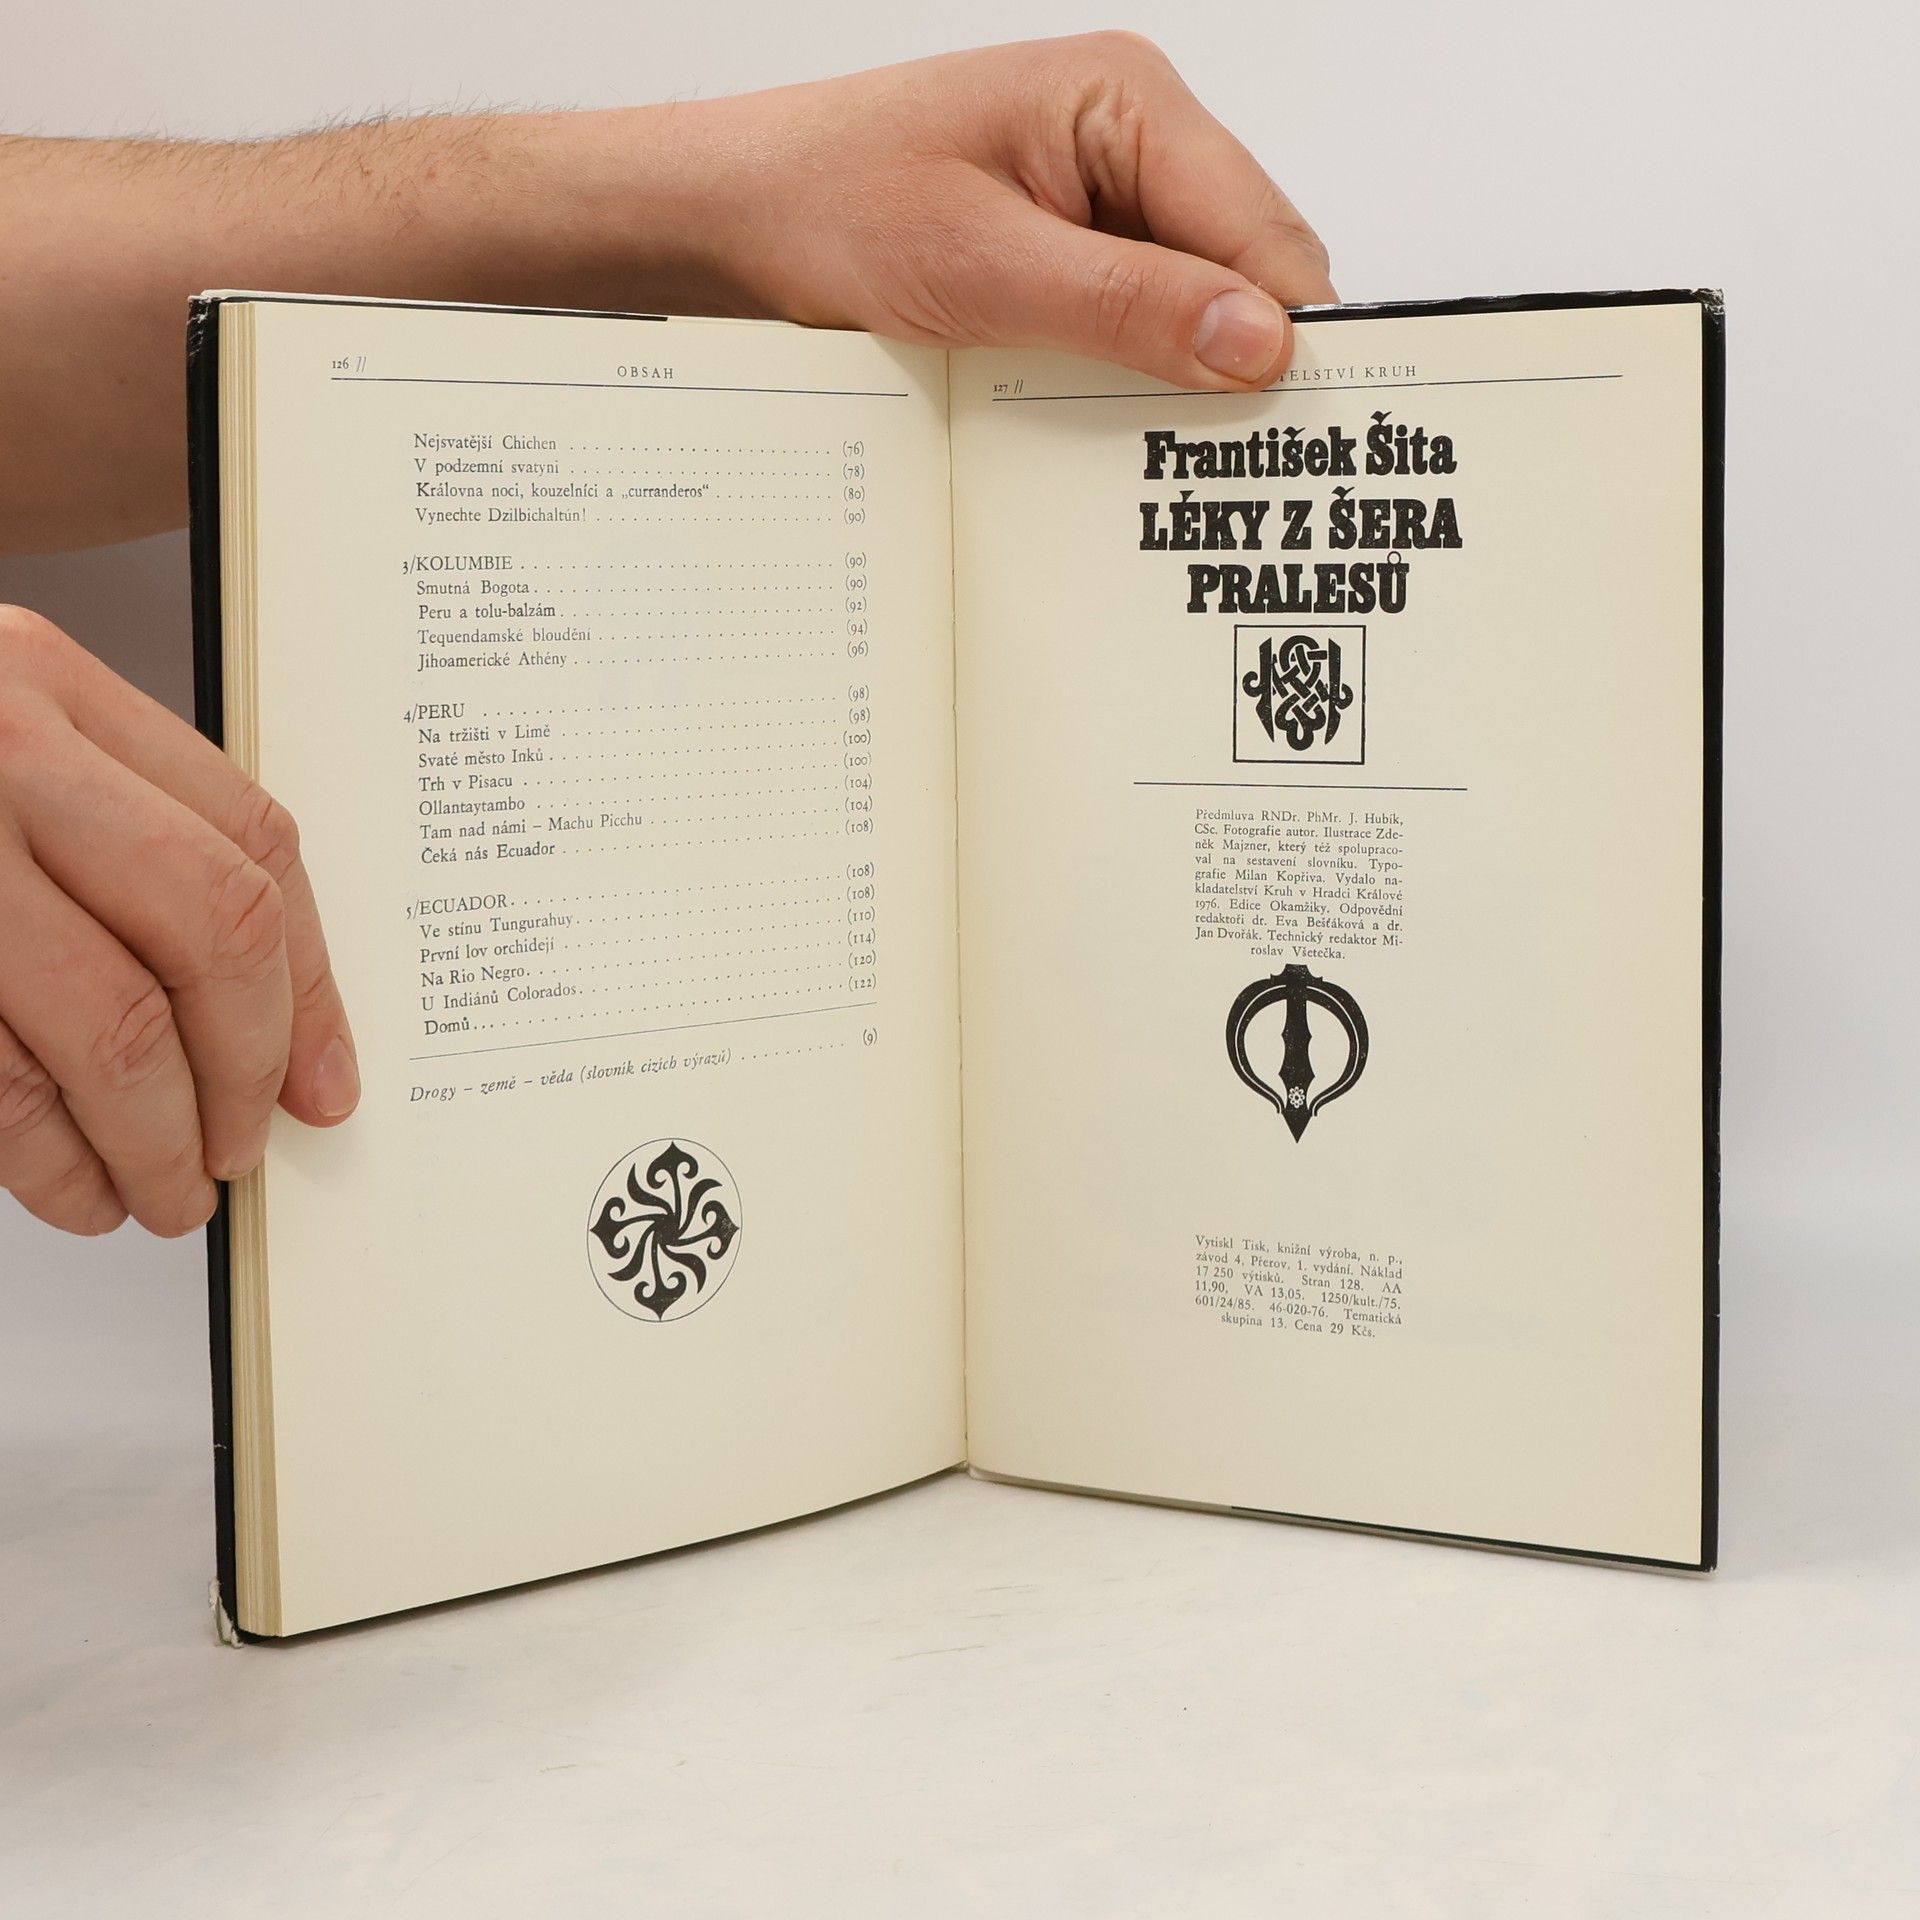 126 //
OBSAH
Nejsvatější Chichen . . . . . . . . . . . . . . . . . . . . . . . . (76)
V podzemní svatyni . . . . . . . . . . . . . . . . . . . . . . . . (78)
Královna noci, kouzelníci a „curranderos“ . . . . . . . . . . . (80)
Vynechte Dzilbichaltún! . . . . . . . . . . . . . . . . . . . . . (90)
3/KOLUMBIE . . . . . . . . . . . . . . . . . . . . . . . . . . . . (90)
Smutná Bogota . . . . . . . . . . . . . . . . . . . . . . . . . . . (90)
Peru a tolu-balzám . . . . . . . . . . . . . . . . . . . . . . . . . (92)
Tequendamské bloudění . . . . . . . . . . . . . . . . . . . . . (94)
Jihoamerické Athény . . . . . . . . . . . . . . . . . . . . . . . (96)
4/PERU . . . . . . . . . . . . . . . . . . . . . . . . . . . . . . . . (98)
Na tržišti v Limě . . . . . . . . . . . . . . . . . . . . . . . . . . (98)
Svaté město Inků . . . . . . . . . . . . . . . . . . . . . . . . . . (100)
Trh v Pisacu . . . . . . . . . . . . . . . . . . . . . . . . . . . . . (100)
Ollantaytambo . . . . . . . . . . . . . . . . . . . . . . . . . . . (104)
Tam nad námi – Machu Picchu . . . . . . . . . . . . . . . . (104)
Čeká nás Ecuador . . . . . . . . . . . . . . . . . . . . . . . . . (108)
5/ECUADOR . . . . . . . . . . . . . . . . . . . . . . . . . . . . . (108)
Ve stínu Tungurahuy . . . . . . . . . . . . . . . . . . . . . . . (108)
První lov orchidejí . . . . . . . . . . . . . . . . . . . . . . . . . (110)
Na Rio Negro . . . . . . . . . . . . . . . . . . . . . . . . . . . . (114)
U Indiánů Colorados . . . . . . . . . . . . . . . . . . . . . . . (120)
Domů . . . . . . . . . . . . . . . . . . . . . . . . . . . . . . . . . (122)
Drogy – země – věda (slovník cizích výrazů) . . . . . . . . . . (9)
127 //
TELSTVÍ KRUH
František Šita
LÉKY Z ŠERA
PRALESŮ
Předmluva RNDr. PhMr. J. Hubík,
CSc. Fotografie autor. Ilustrace Zde-
něk Majzner, který též spolupraco-
val na sestavení slovníku. Typo-
grafie Milan Kopřiva. Vydalo na-
kladatelství Kruh v Hradci Králové
1976. Edice Okamžiky. Odpovědní
redaktoři dr. Eva Bešťáková a dr.
Jan Dvořák. Technický redaktor Mi-
roslav Všetečka.
Vytiskl Tisk, knižní výroba, n. p.,
závod 4, Přerov. 1. vydání. Náklad
17 250 výtisků. Stran 128. AA
11,90, VA 13,05. 1250/kult./75.
601/24/85. 46-020-76. Tematická
skupina 13. Cena 29 Kčs.